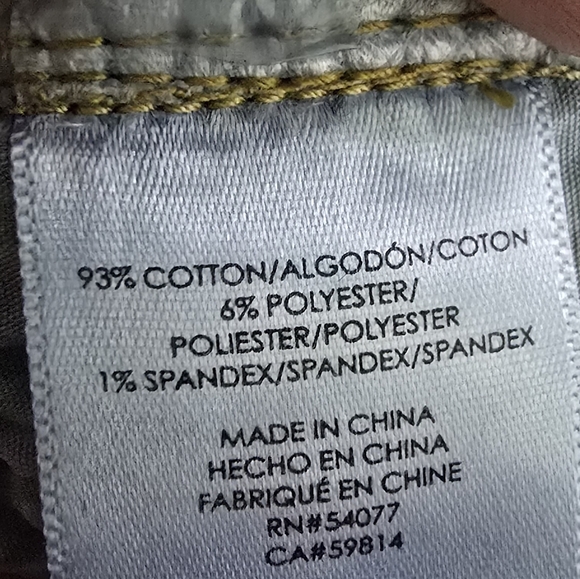 93% COTTON/ALGODÓN/COTON
6% POLYESTER/
POLIESTER/POLYESTER
1% SPANDEX/SPANDEX/SPANDEX
MADE IN CHINA
HECHO EN CHINA
FABRIQUÉ EN CHINE
RN#54077
CA#59814